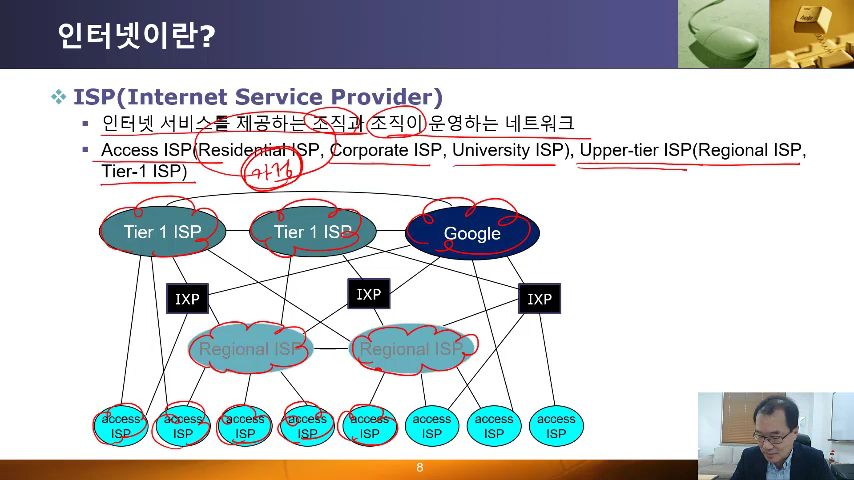 인터넷이란?
ISP(Internet Service Provider)
인터넷 서비스를 제공하는 조직과 조직이 운영하는 네트워크
Access ISP(Residential ISP, Corporate ISP, University ISP), Upper-tier ISP(Regional ISP,
Tier-1 ISP)
가정
Tier 1 ISP
Tier 1 ISP
Google
IXP
IXP
IXP
Regional ISP
Regional ISP
access
ISP
access
ISP
access
ISP
access
ISP
access
ISP
access
ISP
access
ISP
access
ISP
8